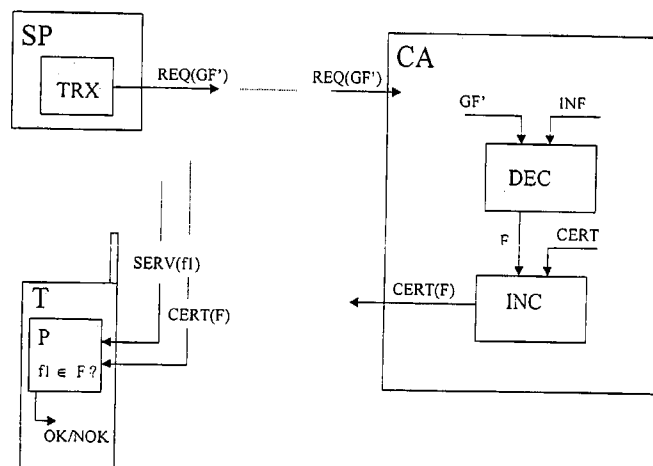 SP
TRX
REQ(GF')
REQ(GF')
CA
GF'
INF
DEC
F
CERT
INC
CERT(F)
SERV(f1)
CERT(F)
T
P
f1 ∈ F ?
OK/NOK